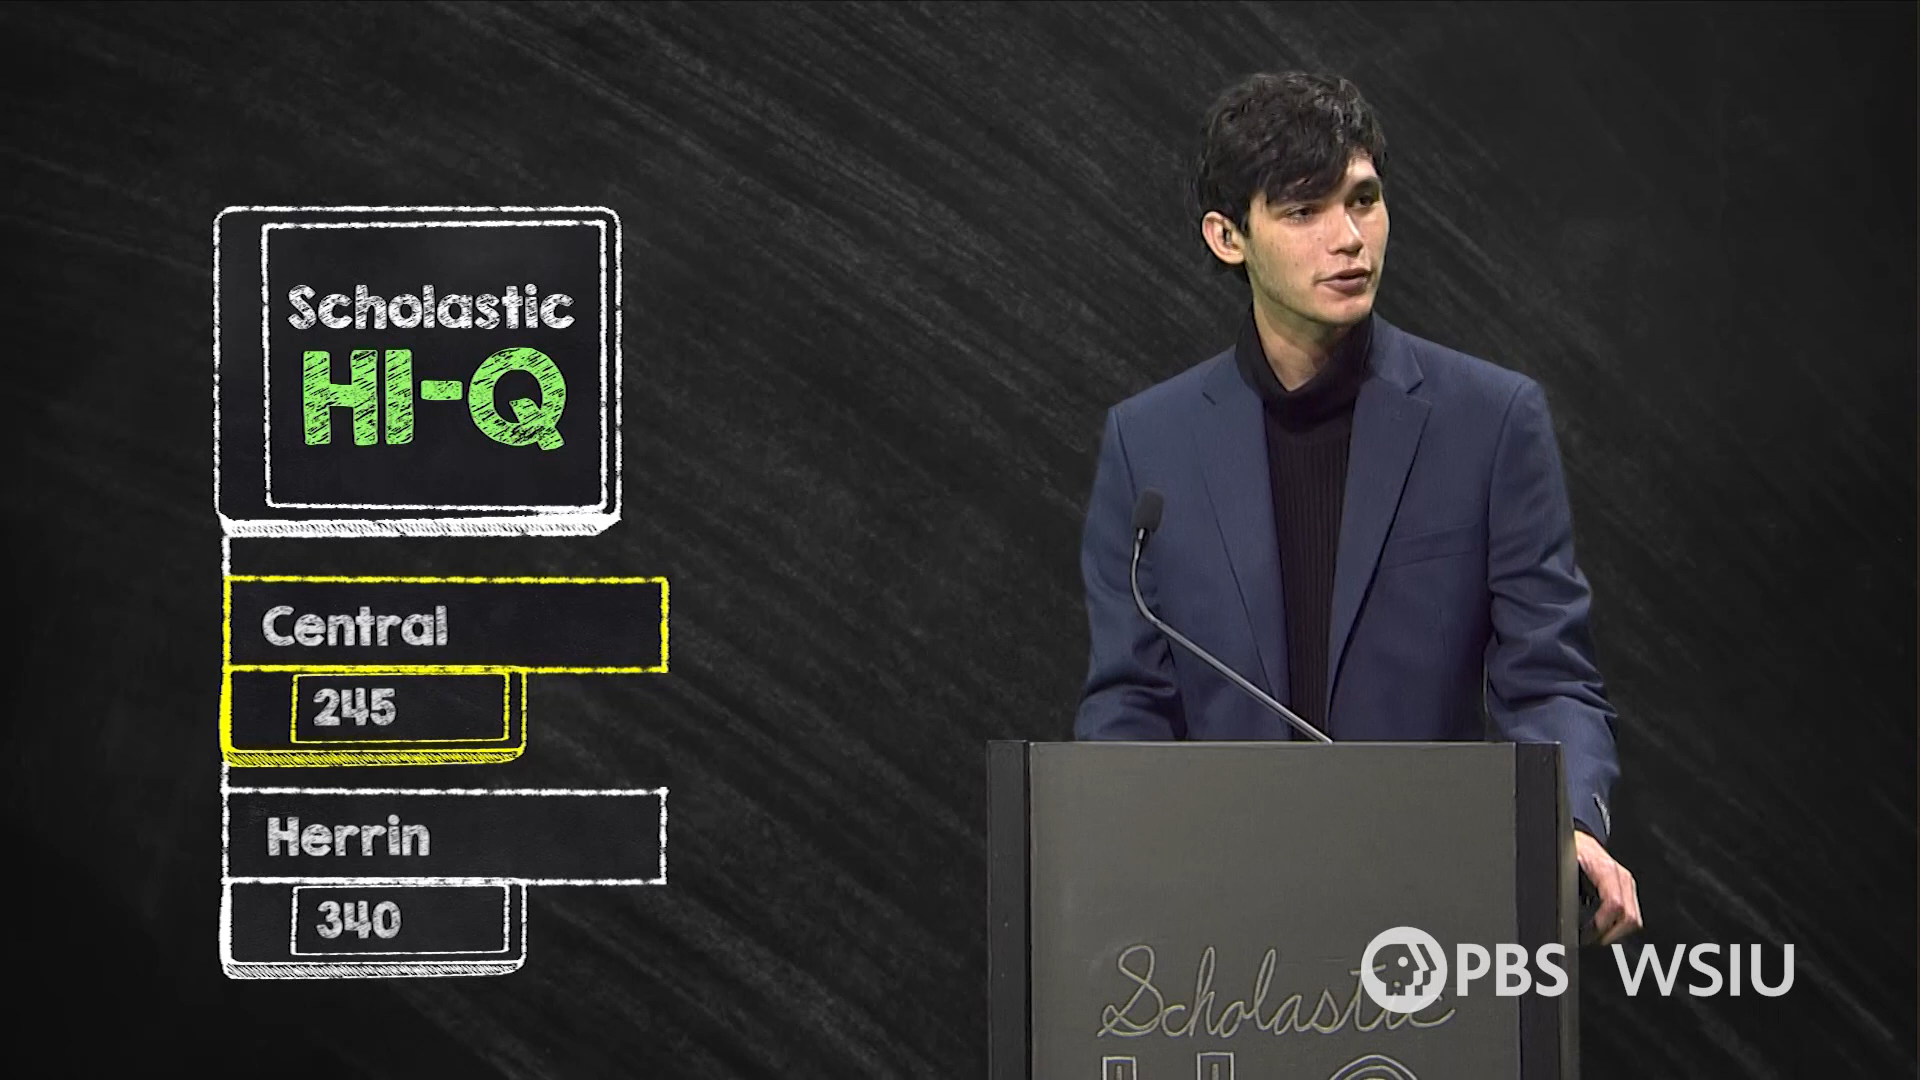 Scholastic
HI-Q
Central
245
Herrin
340
Scholastic
PBS WSIU